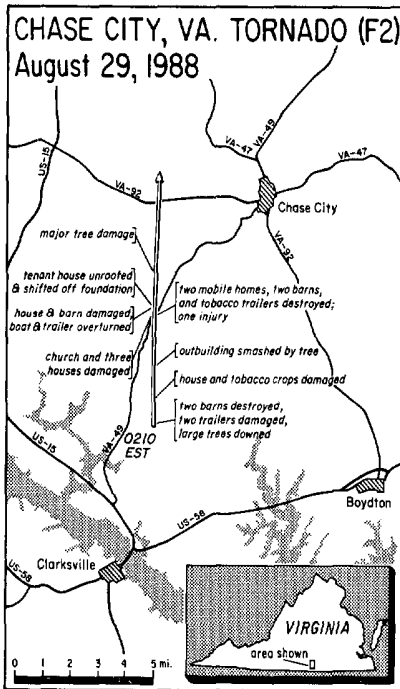 CHASE CITY, VA. TORNADO (F2)
August 29, 1988
US-15
VA-47
VA-49
VA-47
VA-92
Chase City
VA-92
major tree damage
tenant house unroofed
& shifted off foundation
house & barn damaged,
boat & trailer overturned
church and three
houses damaged
two mobile homes, two barns,
and tobacco trailers destroyed;
one injury
outbuilding smashed by tree
house and tobacco crops damaged
two barns destroyed,
two trailers damaged,
large trees downed
0210
EST
VA-49
US-15
US-58
Boydton
Clarksville
US-58
VIRGINIA
area shown
0 1 2 3 4 5 mi.